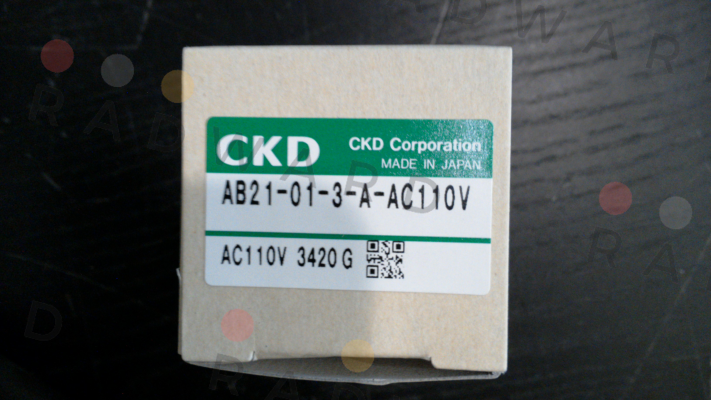 CKD
CKD Corporation
MADE IN JAPAN
AB21-01-3-A-AC110V
AC110V 3420G